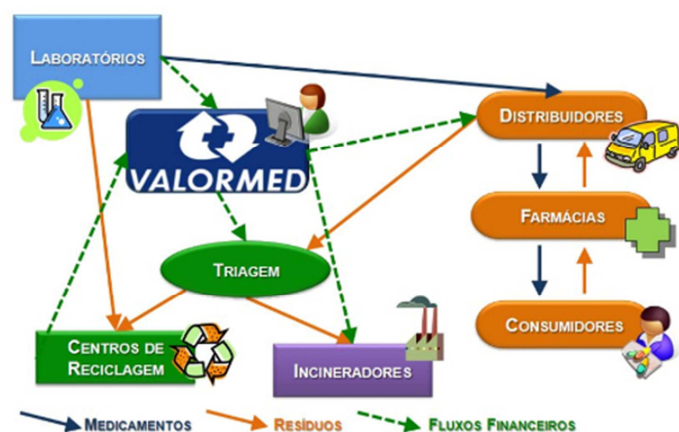 LABORATÓRIOS
VALORMED
DISTRIBUIDORES
FARMÁCIAS
TRIAGEM
CONSUMIDORES
CENTROS DE
RECICLAGEM
INCINERADORES
MEDICAMENTOS
RESÍDUOS
FLUXOS FINANCEIROS